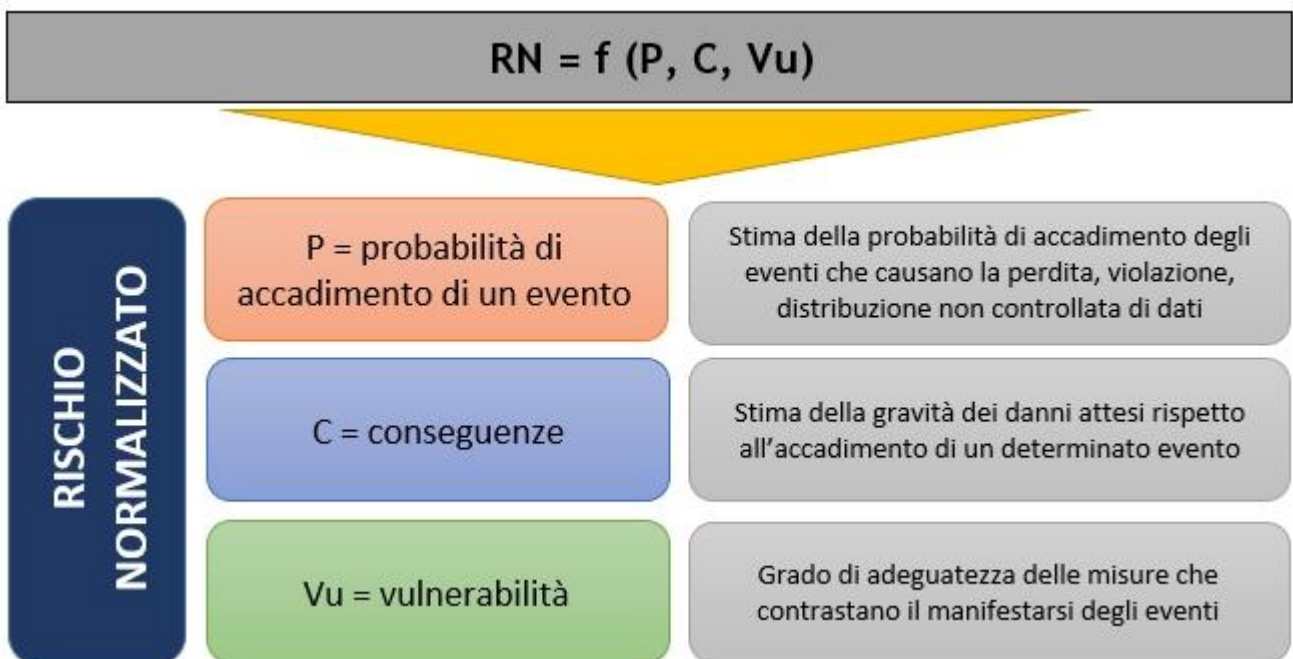 RN = f (P, C, Vu)
RISCHIO
NORMALIZZATO
P = probabilità di
accadimento di un evento
Stima della probabilità di accadimento degli
eventi che causano la perdita, violazione,
distribuzione non controllata di dati
C = conseguenze
Stima della gravità dei danni attesi rispetto
all'accadimento di un determinato evento
Vu = vulnerabilità
Grado di adeguatezza delle misure che
contrastano il manifestarsi degli eventi